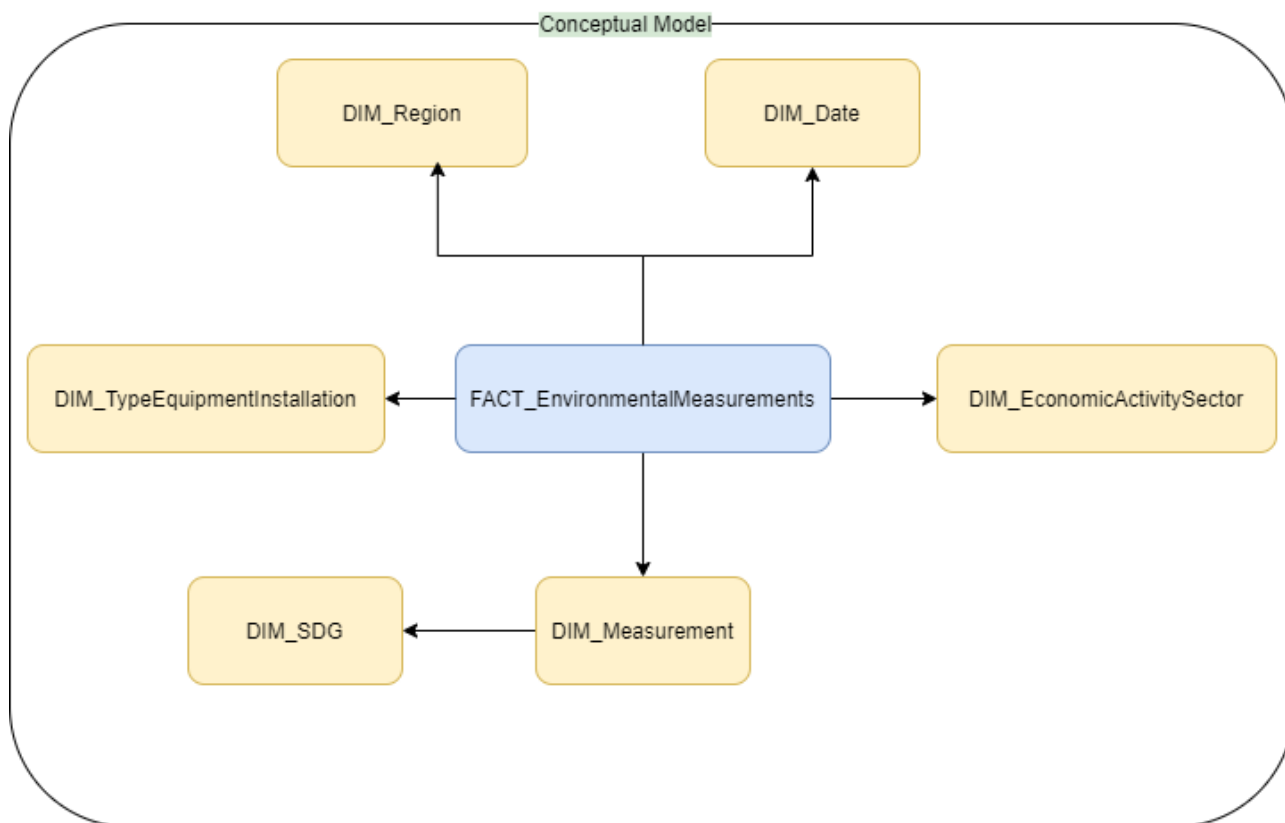 Conceptual Model
DIM_Region
DIM_Date
DIM_TypeEquipmentInstallation
FACT_EnvironmentalMeasurements
DIM_EconomicActivitySector
DIM_SDG
DIM_Measurement